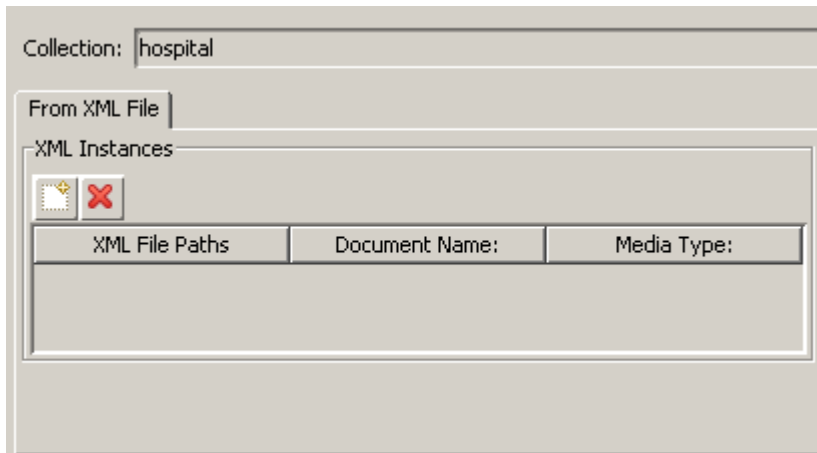 Collection: hospital
From XML File
XML Instances
XML File Paths Document Name: Media Type: